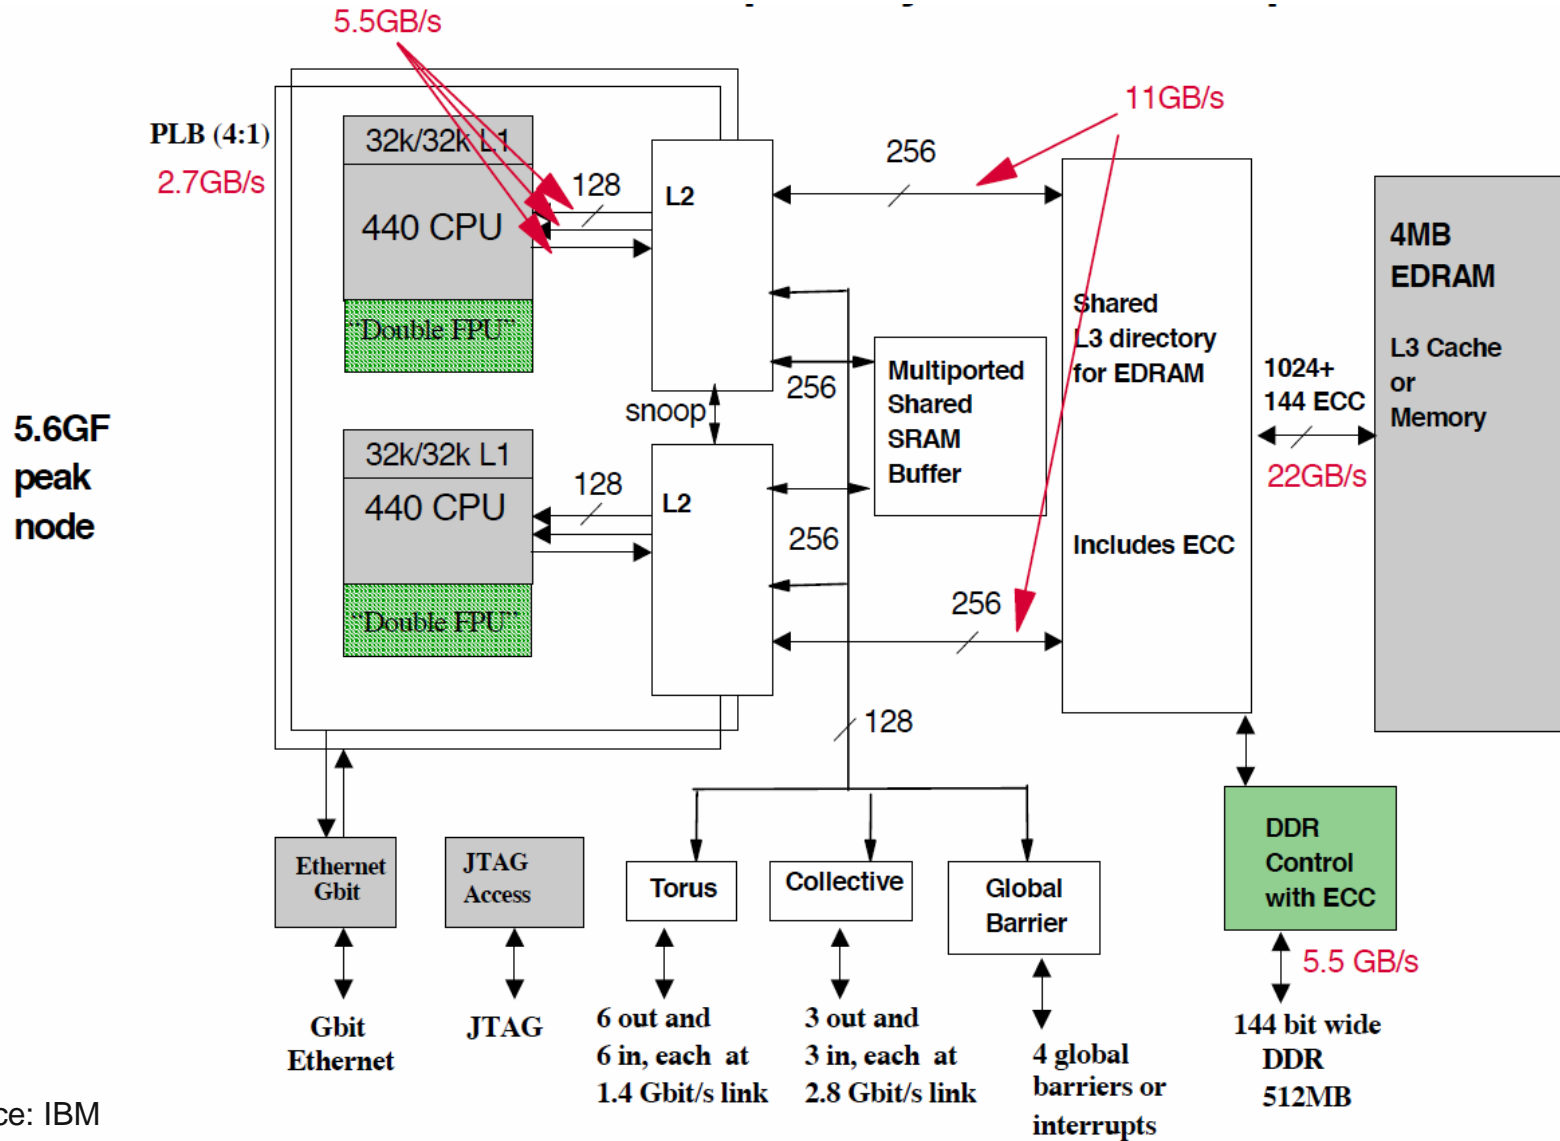 5.5GB/s
11GB/s
PLB (4:1)
2.7GB/s
32k/32k L1
440 CPU
"Double FPU"
128
L2
256
snoop
256
Multiported
Shared
SRAM
Buffer
Shared
L3 directory
for EDRAM
Includes ECC
1024+
144 ECC
22GB/s
4MB
EDRAM
L3 Cache
or
Memory
5.6GF
peak
node
32k/32k L1
440 CPU
"Double FPU"
128
L2
256
256
128
Ethernet
Gbit
JTAG
Access
Torus
Collective
Global
Barrier
DDR
Control
with ECC
5.5 GB/s
Gbit
Ethernet
JTAG
6 out and
6 in, each at
1.4 Gbit/s link
3 out and
3 in, each at
2.8 Gbit/s link
4 global
barriers or
interrupts
144 bit wide
DDR
512MB
ce: IBM